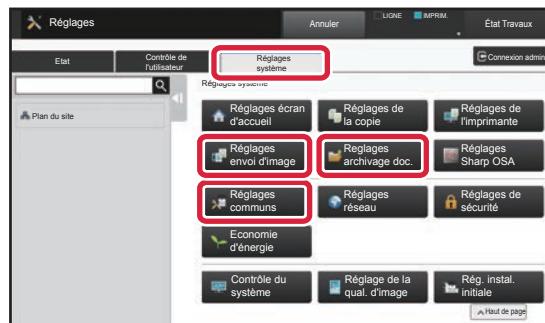 Réglages
Annuler
LIGNE
IMPRIM.
État Travaux
Etat
Contrôle de
l'utilisateur
Réglages
système
Connexion admin
Réglages système
Plan du site
Réglages écran
d'accueil
Réglages de
la copie
Réglages de
l'imprimante
Réglages
envoi d'image
Reglages
archivage doc.
Réglages
Sharp OSA
Réglages
communs
Réglages
réseau
Réglages de
sécurité
Economie
d'énergie
Contrôle du
système
Réglage de la
qual. d'image
Rég. instal.
initiale
Haut de page